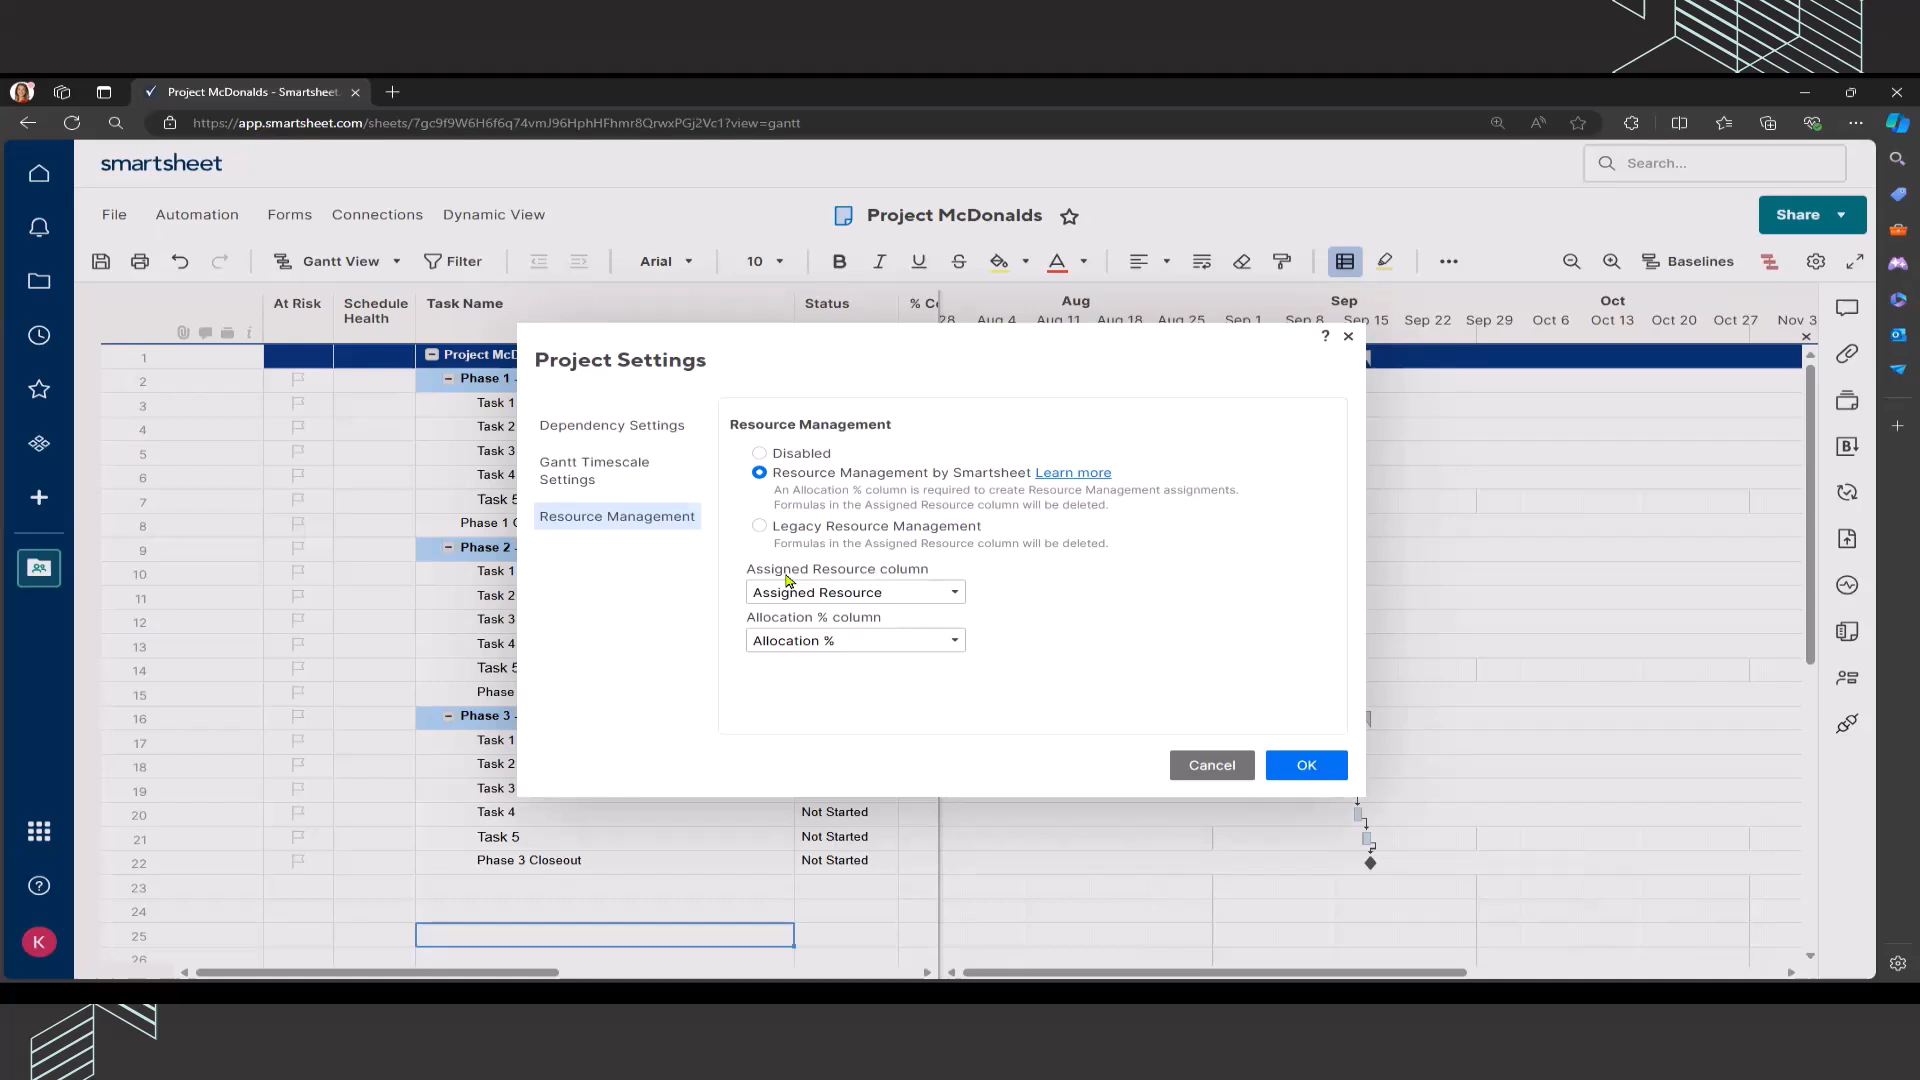 Project McDonalds - Smartsheet.
https://app.smartsheet.com/sheets/7gc9f9W6H6f6q74vmJ96HphHFhmr8QrwxPGj2Vc1?view=gantt
smartsheet
Search...
File Automation Forms Connections Dynamic View
Project McDonalds
Share
Gantt View Filter Arial 10 B I U S A Baselines
At Risk Schedule Health Task Name Status % Co
Aug Sep Oct
28 Aug 4 Aug 11 Aug 18 Aug 25 Sep 1 Sep 8 Sep 15 Sep 22 Sep 29 Oct 6 Oct 13 Oct 20 Oct 27 Nov 3
1 Project McD
2 Phase 1 -
3 Task 1
4 Task 2
5 Task 3
6 Task 4
7 Task 5
8 Phase 1 C
9 Phase 2 -
10 Task 1
11 Task 2
12 Task 3
13 Task 4
14 Task 5
15 Phase
16 Phase 3 -
17 Task 1
18 Task 2
19 Task 3
20 Task 4 Not Started
21 Task 5 Not Started
22 Phase 3 Closeout Not Started
23
24
25
26
K
Project Settings
Dependency Settings
Gantt Timescale
Settings
Resource Management
Resource Management
Disabled
Resource Management by Smartsheet Learn more
An Allocation % column is required to create Resource Management assignments.
Formulas in the Assigned Resource column will be deleted.
Legacy Resource Management
Formulas in the Assigned Resource column will be deleted.
Assigned Resource column
Assigned Resource
Allocation % column
Allocation %
Cancel OK